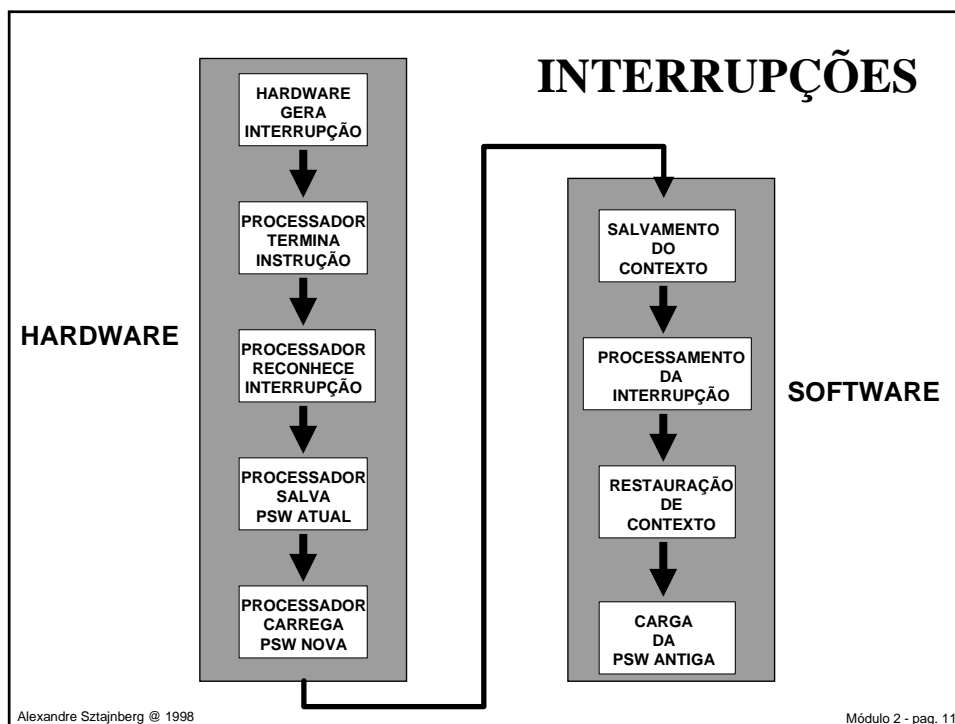 INTERRUPÇÕES
HARDWARE
HARDWARE
GERA
INTERRUPÇÃO
PROCESSADOR
TERMINA
INSTRUÇÃO
PROCESSADOR
RECONHECE
INTERRUPÇÃO
PROCESSADOR
SALVA
PSW ATUAL
PROCESSADOR
CARREGA
PSW NOVA
SALVAMENTO
DO
CONTEXTO
PROCESSAMENTO
DA
INTERRUPÇÃO
RESTAURAÇÃO
DE
CONTEXTO
CARGA
DA
PSW ANTIGA
SOFTWARE
Alexandre Sztajnberg @ 1998
Módulo 2 - pag. 11